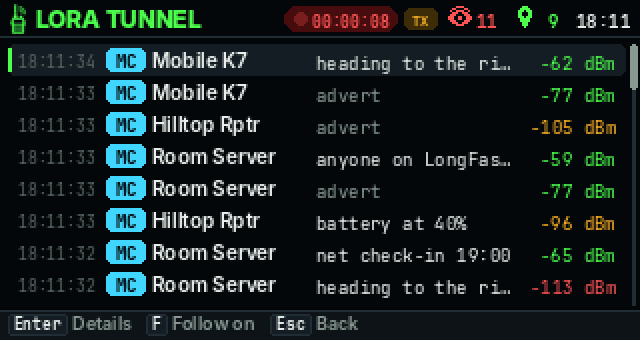 LORA TUNNEL 00:00:08 TX 11 9 18:11
18:11:34 MC Mobile K7 heading to the ri… -62 dBm
18:11:33 MC Mobile K7 advert -77 dBm
18:11:33 MC Hilltop Rptr advert -105 dBm
18:11:33 MC Room Server anyone on LongFas… -59 dBm
18:11:33 MC Room Server advert -77 dBm
18:11:33 MC Hilltop Rptr battery at 40% -96 dBm
18:11:32 MC Room Server net check-in 19:00 -65 dBm
18:11:32 MC Room Server heading to the ri… -113 dBm
Enter Details F Follow on Esc Back